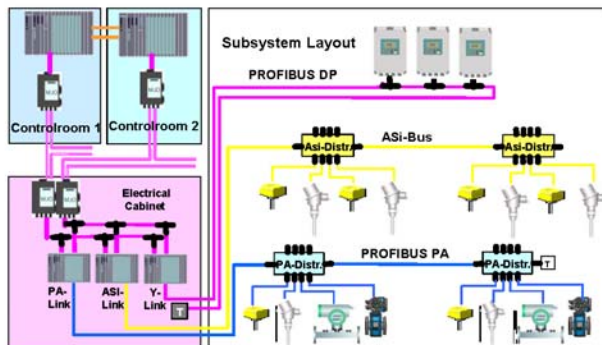 Subsystem Layout
PROFIBUS DP
Controlroom 1
Controlroom 2
Asi-Distr.
ASi-Bus
Asi-Distr.
Electrical
Cabinet
PROFIBUS PA
PA-Distr.
PA-Distr.
T
PA-
Link
ASI-
Link
Y-
Link
T